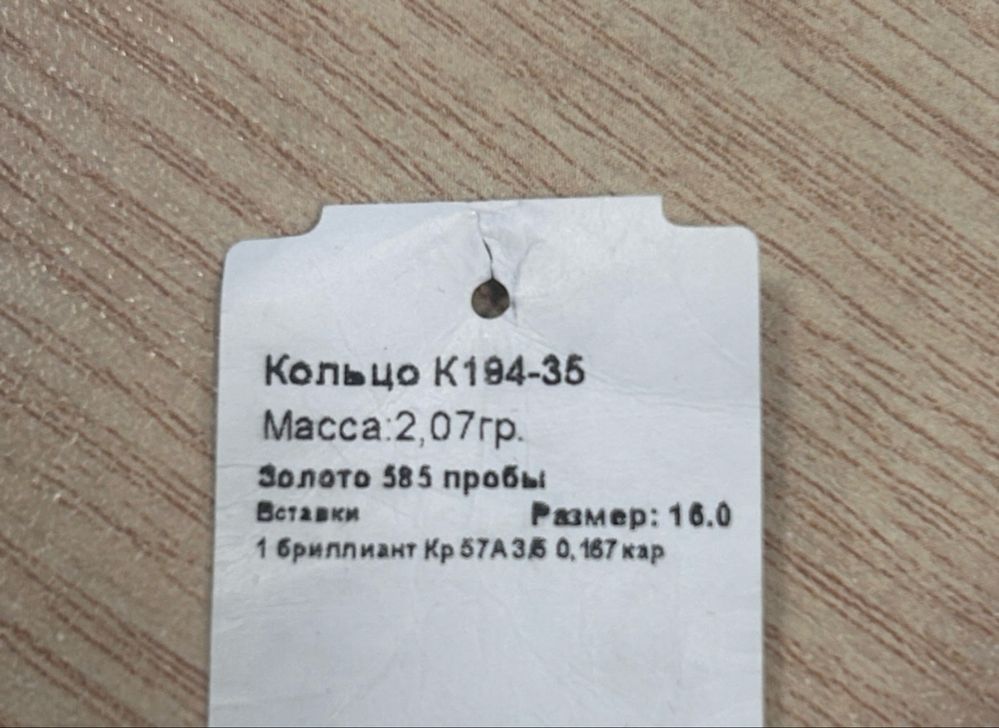 Кольцо К194-35
Масса:2,07гр.
Золото 585 пробы
Вставки Размер: 16.0
1 бриллиант Кр 57А 3/5 0,167 кар